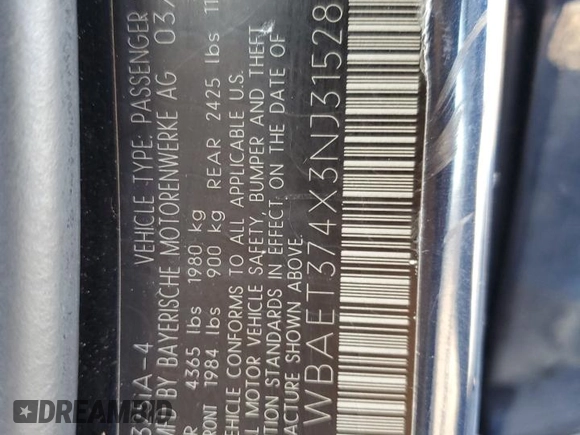 VEHICLE TYPE: PASSENGER
BY BAYERISCHE MOTORENWERKE AG 03/
4365 lbs 1980 kg
1984 lbs 900 kg REAR 2425 lbs
VEHICLE CONFORMS TO ALL APPLICABLE U.S.
MOTOR VEHICLE SAFETY, BUMPER AND THEFT
STANDARDS IN EFFECT ON THE DATE OF
SHOWN ABOVE.
WBAET374X3NJ31528
DREAMBID